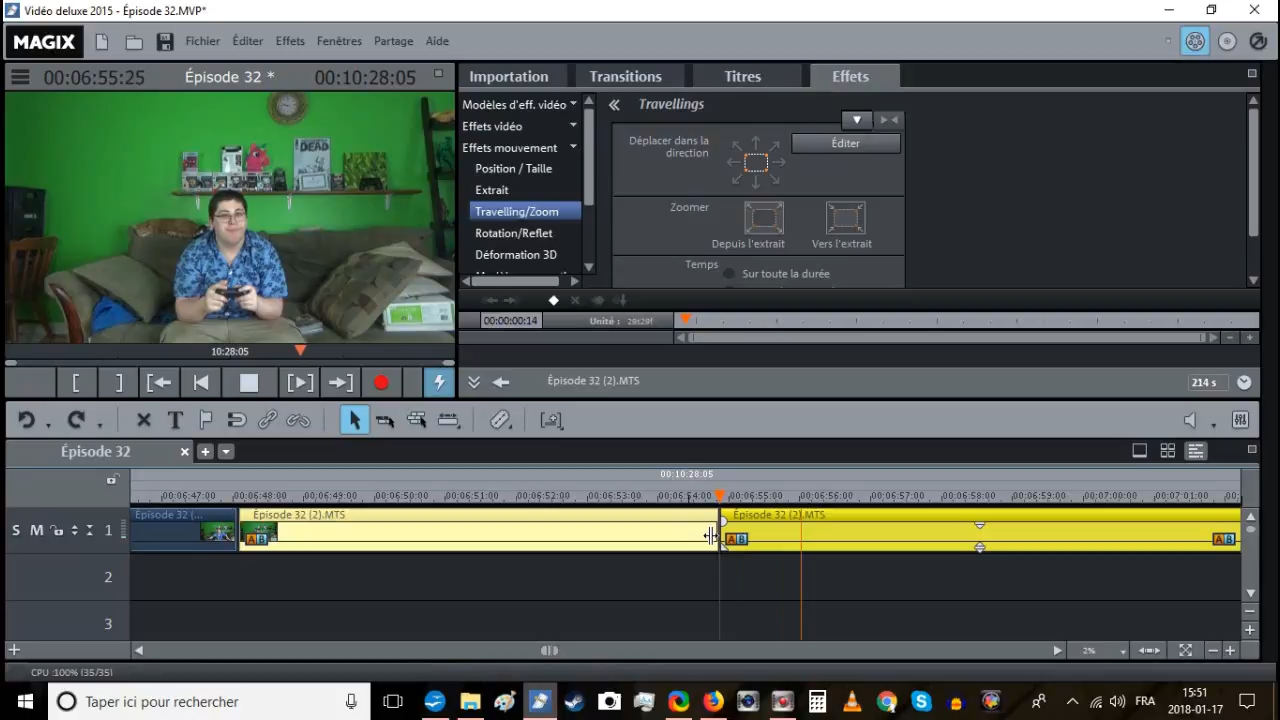 Vidéo deluxe 2015 - Épisode 32.MVP*
MAGIX
Fichier Éditer Effets Fenêtres Partage Aide
00:06:55:25 Épisode 32 * 00:10:28:05
Importation Transitions Titres Effets
Modèles d'eff. vidéo
Effets vidéo
Effets mouvement
Position / Taille
Extrait
Travelling/Zoom
Rotation/Reflet
Déformation 3D
Travellings
Déplacer dans la
direction
Éditer
Zoomer
Depuis l'extrait Vers l'extrait
Temps
Sur toute la durée
DEAD
00:00:00:14 Unité : 29t29f
10:28:05
Épisode 32 (2).MTS 214 s
Épisode 32
00:10:28:05
00:06:47:00 00:06:48:00 00:06:49:00 00:06:50:00 00:06:51:00 00:06:52:00 00:06:53:00 00:06:54:00 00:06:55:00 00:06:56:00 00:06:57:00 00:06:58:00 00:06:59:00 00:07:00:00 00:07:01:00
Épisode 32 (... Épisode 32 (2).MTS Épisode 32 (2).MTS
S M 1
A B A B A B
2
3
2%
CPU :100% (35/35)
Taper ici pour rechercher
FRA
15:51
2018-01-17